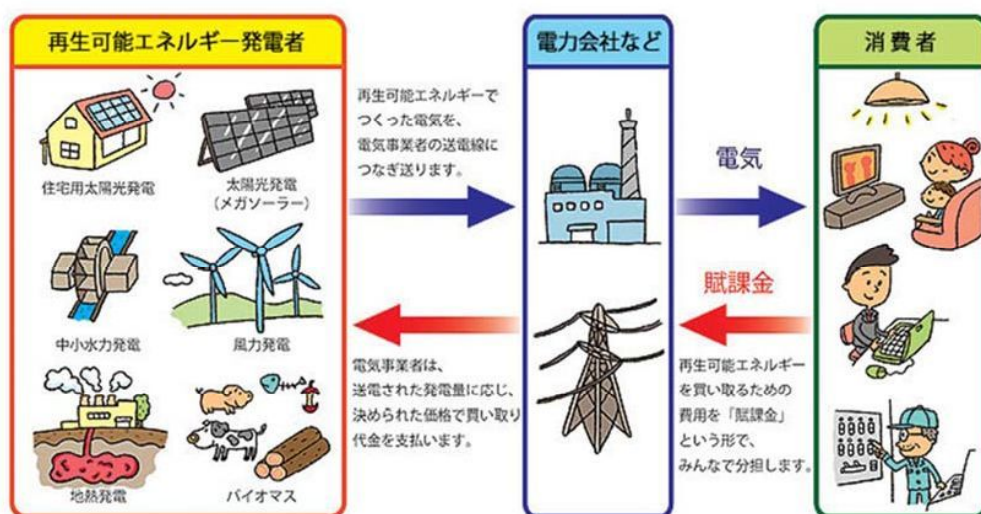 再生可能エネルギー発電者
住宅用太陽光発電
太陽光発電
(メガソーラー)
中小水力発電
風力発電
地熱発電
バイオマス
再生可能エネルギーで
つくった電気を、
電気事業者の送電線に
つなぎ送ります。
電気事業者は、
送電された発電量に応じ、
決められた価格で買い取り
代金を支払います。
電力会社など
電気
賦課金
再生可能エネルギー
を買い取るための
費用を「賦課金」
という形で、
みんなで分担します。
消費者